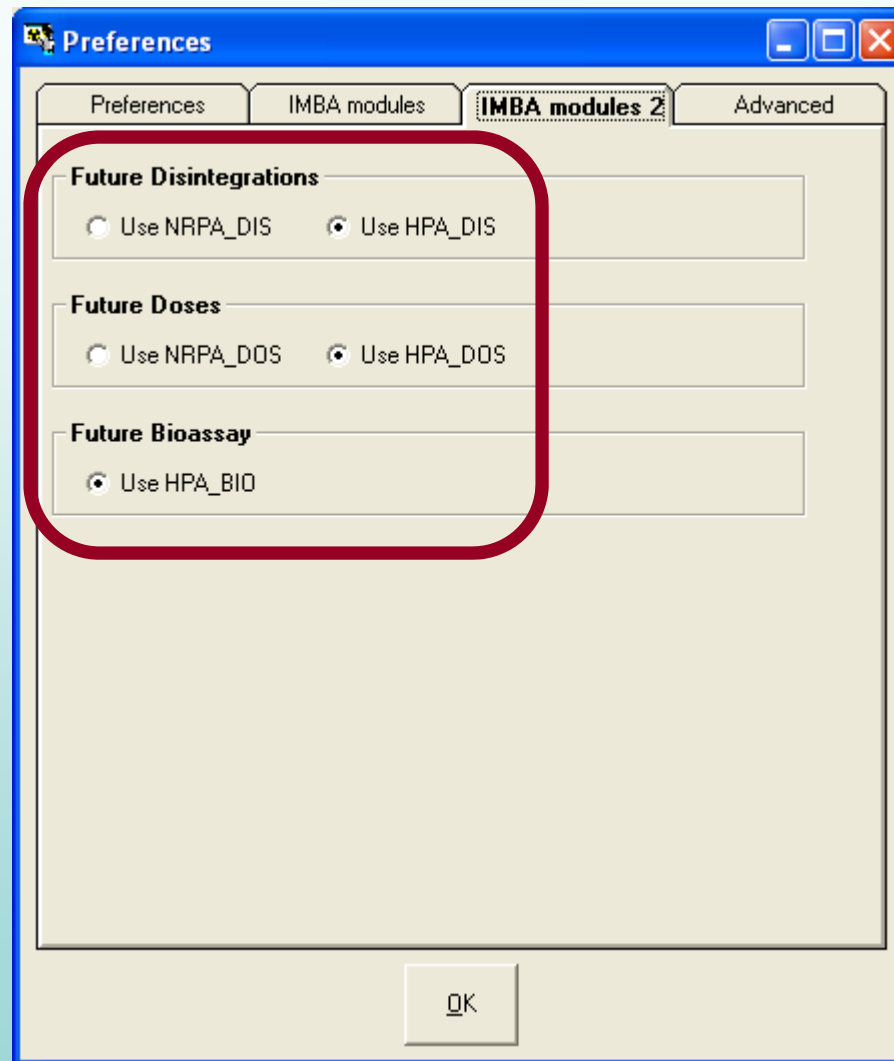 Preferences
Preferences IMBA modules IMBA modules 2 Advanced
Future Disintegrations
Use NRPA_DIS Use HPA_DIS
Future Doses
Use NRPA_DOS Use HPA_DOS
Future Bioassay
Use HPA_BIO
OK